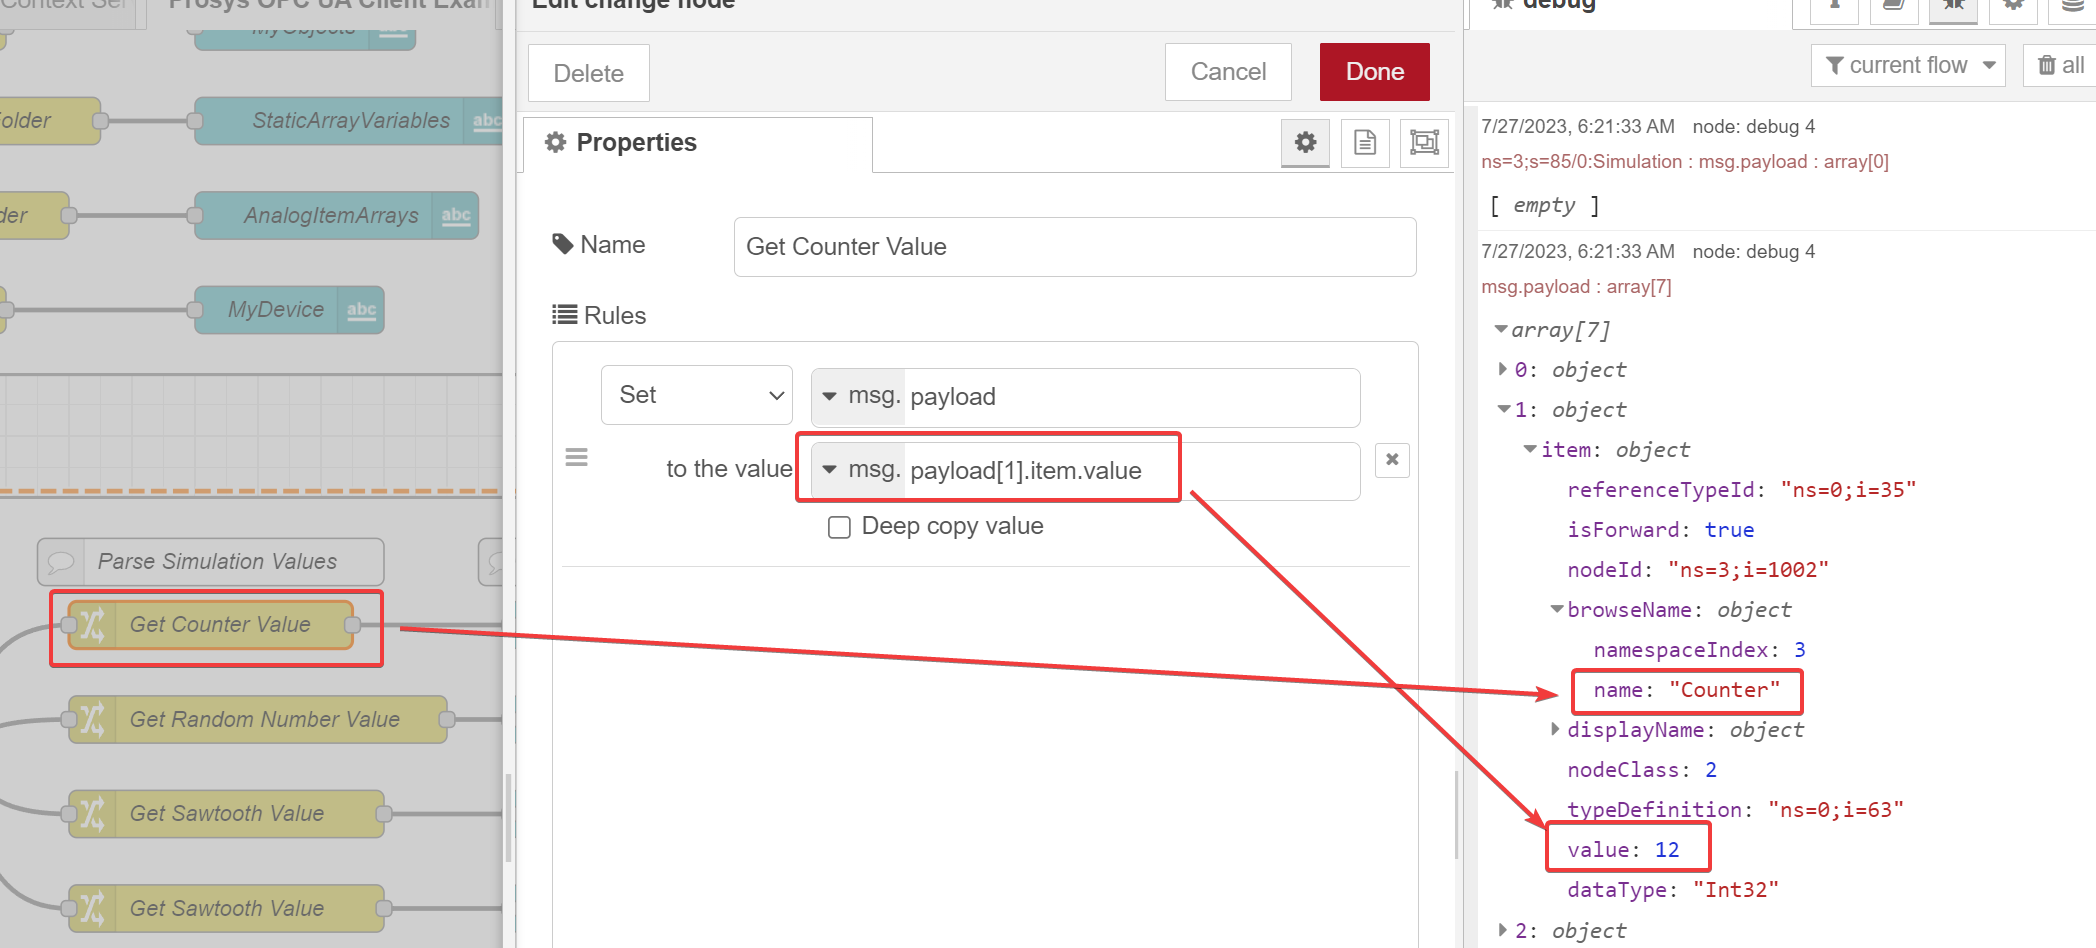 Context Ser
Prosys OPC UA Client Exam
MyObjects
abc
older
StaticArrayVariables
abc
der
AnalogItemArrays
abc
MyDevice
abc
Parse Simulation Values
Get Counter Value
Get Random Number Value
Get Sawtooth Value
Get Sawtooth Value
Edit change node
Delete
Cancel
Done
Properties
Name
Get Counter Value
Rules
Set
msg. payload
to the value
msg. payload[1].item.value
Deep copy value
debug
current flow
all
7/27/2023, 6:21:33 AM node: debug 4
ns=3;s=85/0:Simulation : msg.payload : array[0]
[ empty ]
7/27/2023, 6:21:33 AM node: debug 4
msg.payload : array[7]
array[7]
0: object
1: object
item: object
referenceTypeId: "ns=0;i=35"
isForward: true
nodeId: "ns=3;i=1002"
browseName: object
namespaceIndex: 3
name: "Counter"
displayName: object
nodeClass: 2
typeDefinition: "ns=0;i=63"
value: 12
dataType: "Int32"
2: object